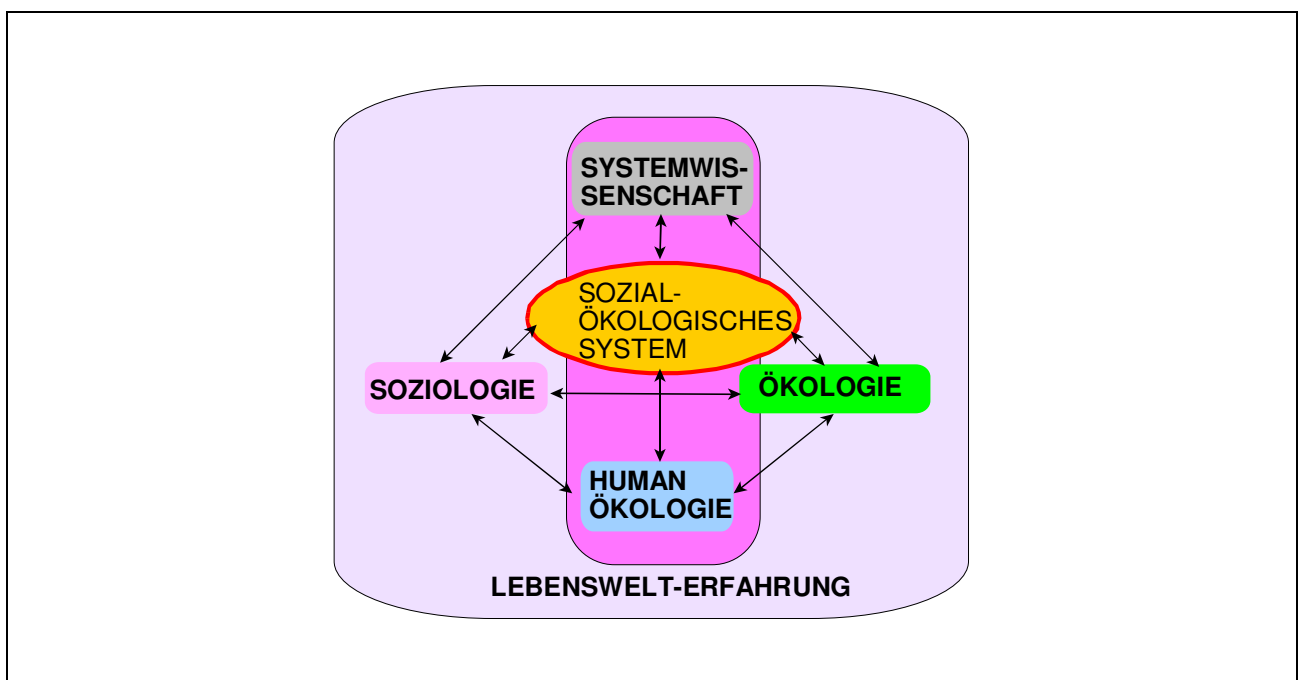 SYSTEMWIS-
SENSCHAFT
SOZIAL-
ÖKOLOGISCHES
SYSTEM
SOZIOLOGIE
ÖKOLOGIE
HUMAN
ÖKOLOGIE
LEBENSWELT-ERFAHRUNG